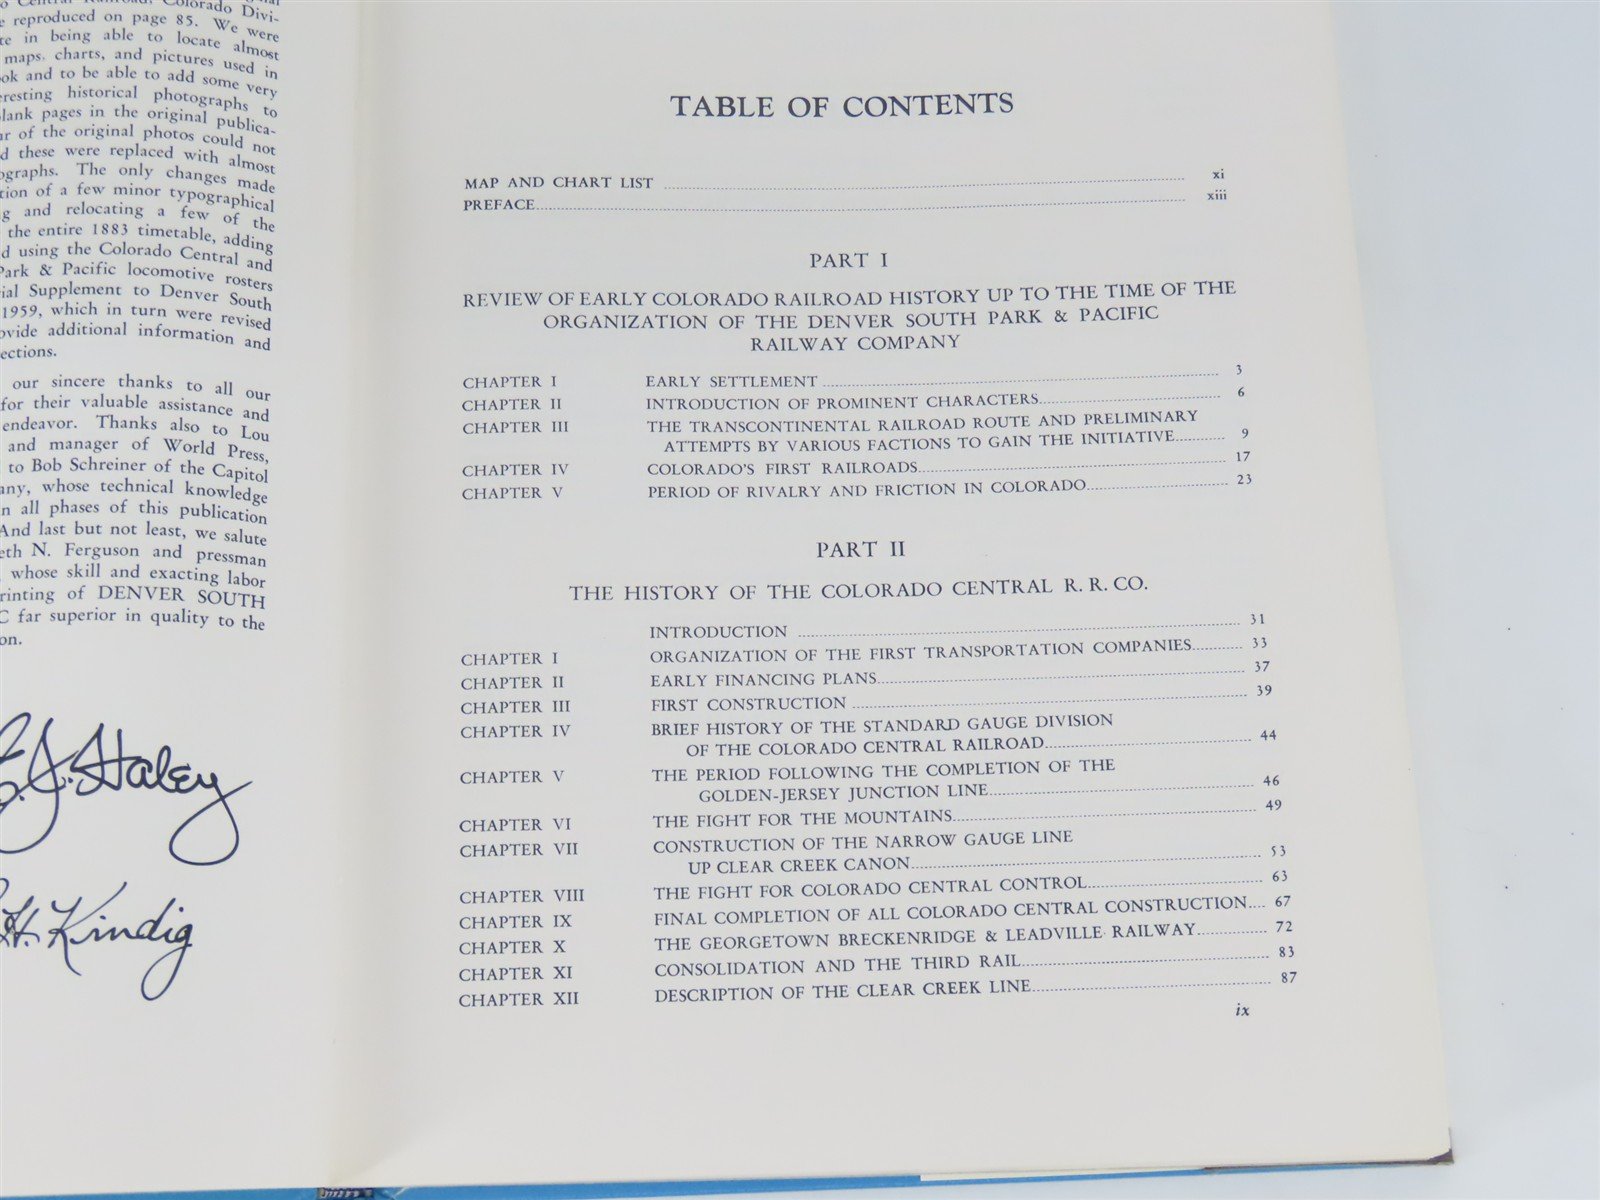 Central Railroad, Colorado Divi-
reproduced on page 85. We were
in being able to locate almost
maps, charts, and pictures used in
and to be able to add some very
historical photographs to
pages in the original publica-
of the original photos could not
these were replaced with almost
The only changes made
of a few minor typographical
and relocating a few of the
the entire 1883 timetable, adding
using the Colorado Central and
Park & Pacific locomotive rosters
Supplement to Denver South
1959, which in turn were revised
additional information and
our sincere thanks to all our
for their valuable assistance and
endeavor. Thanks also to Lou
and manager of World Press,
to Bob Schreiner of the Capitol
whose technical knowledge
all phases of this publication
And last but not least, we salute
N. Ferguson and pressman
whose skill and exacting labor
of DENVER SOUTH
far superior in quality to the
J. Haley
H. Kindig
TABLE OF CONTENTS
MAP AND CHART LIST xi
PREFACE xiii
PART I
REVIEW OF EARLY COLORADO RAILROAD HISTORY UP TO THE TIME OF THE
ORGANIZATION OF THE DENVER SOUTH PARK & PACIFIC
RAILWAY COMPANY
CHAPTER I EARLY SETTLEMENT 3
CHAPTER II INTRODUCTION OF PROMINENT CHARACTERS 6
CHAPTER III THE TRANSCONTINENTAL RAILROAD ROUTE AND PRELIMINARY
ATTEMPTS BY VARIOUS FACTIONS TO GAIN THE INITIATIVE 9
CHAPTER IV COLORADO'S FIRST RAILROADS 17
CHAPTER V PERIOD OF RIVALRY AND FRICTION IN COLORADO 23
PART II
THE HISTORY OF THE COLORADO CENTRAL R. R. CO.
INTRODUCTION 31
CHAPTER I ORGANIZATION OF THE FIRST TRANSPORTATION COMPANIES 33
CHAPTER II EARLY FINANCING PLANS 37
CHAPTER III FIRST CONSTRUCTION 39
CHAPTER IV BRIEF HISTORY OF THE STANDARD GAUGE DIVISION
OF THE COLORADO CENTRAL RAILROAD 44
CHAPTER V THE PERIOD FOLLOWING THE COMPLETION OF THE
GOLDEN-JERSEY JUNCTION LINE 46
CHAPTER VI THE FIGHT FOR THE MOUNTAINS 49
CHAPTER VII CONSTRUCTION OF THE NARROW GAUGE LINE
UP CLEAR CREEK CANON 53
CHAPTER VIII THE FIGHT FOR COLORADO CENTRAL CONTROL 63
CHAPTER IX FINAL COMPLETION OF ALL COLORADO CENTRAL CONSTRUCTION 67
CHAPTER X THE GEORGETOWN BRECKENRIDGE & LEADVILLE RAILWAY 72
CHAPTER XI CONSOLIDATION AND THE THIRD RAIL 83
CHAPTER XII DESCRIPTION OF THE CLEAR CREEK LINE 87
ix